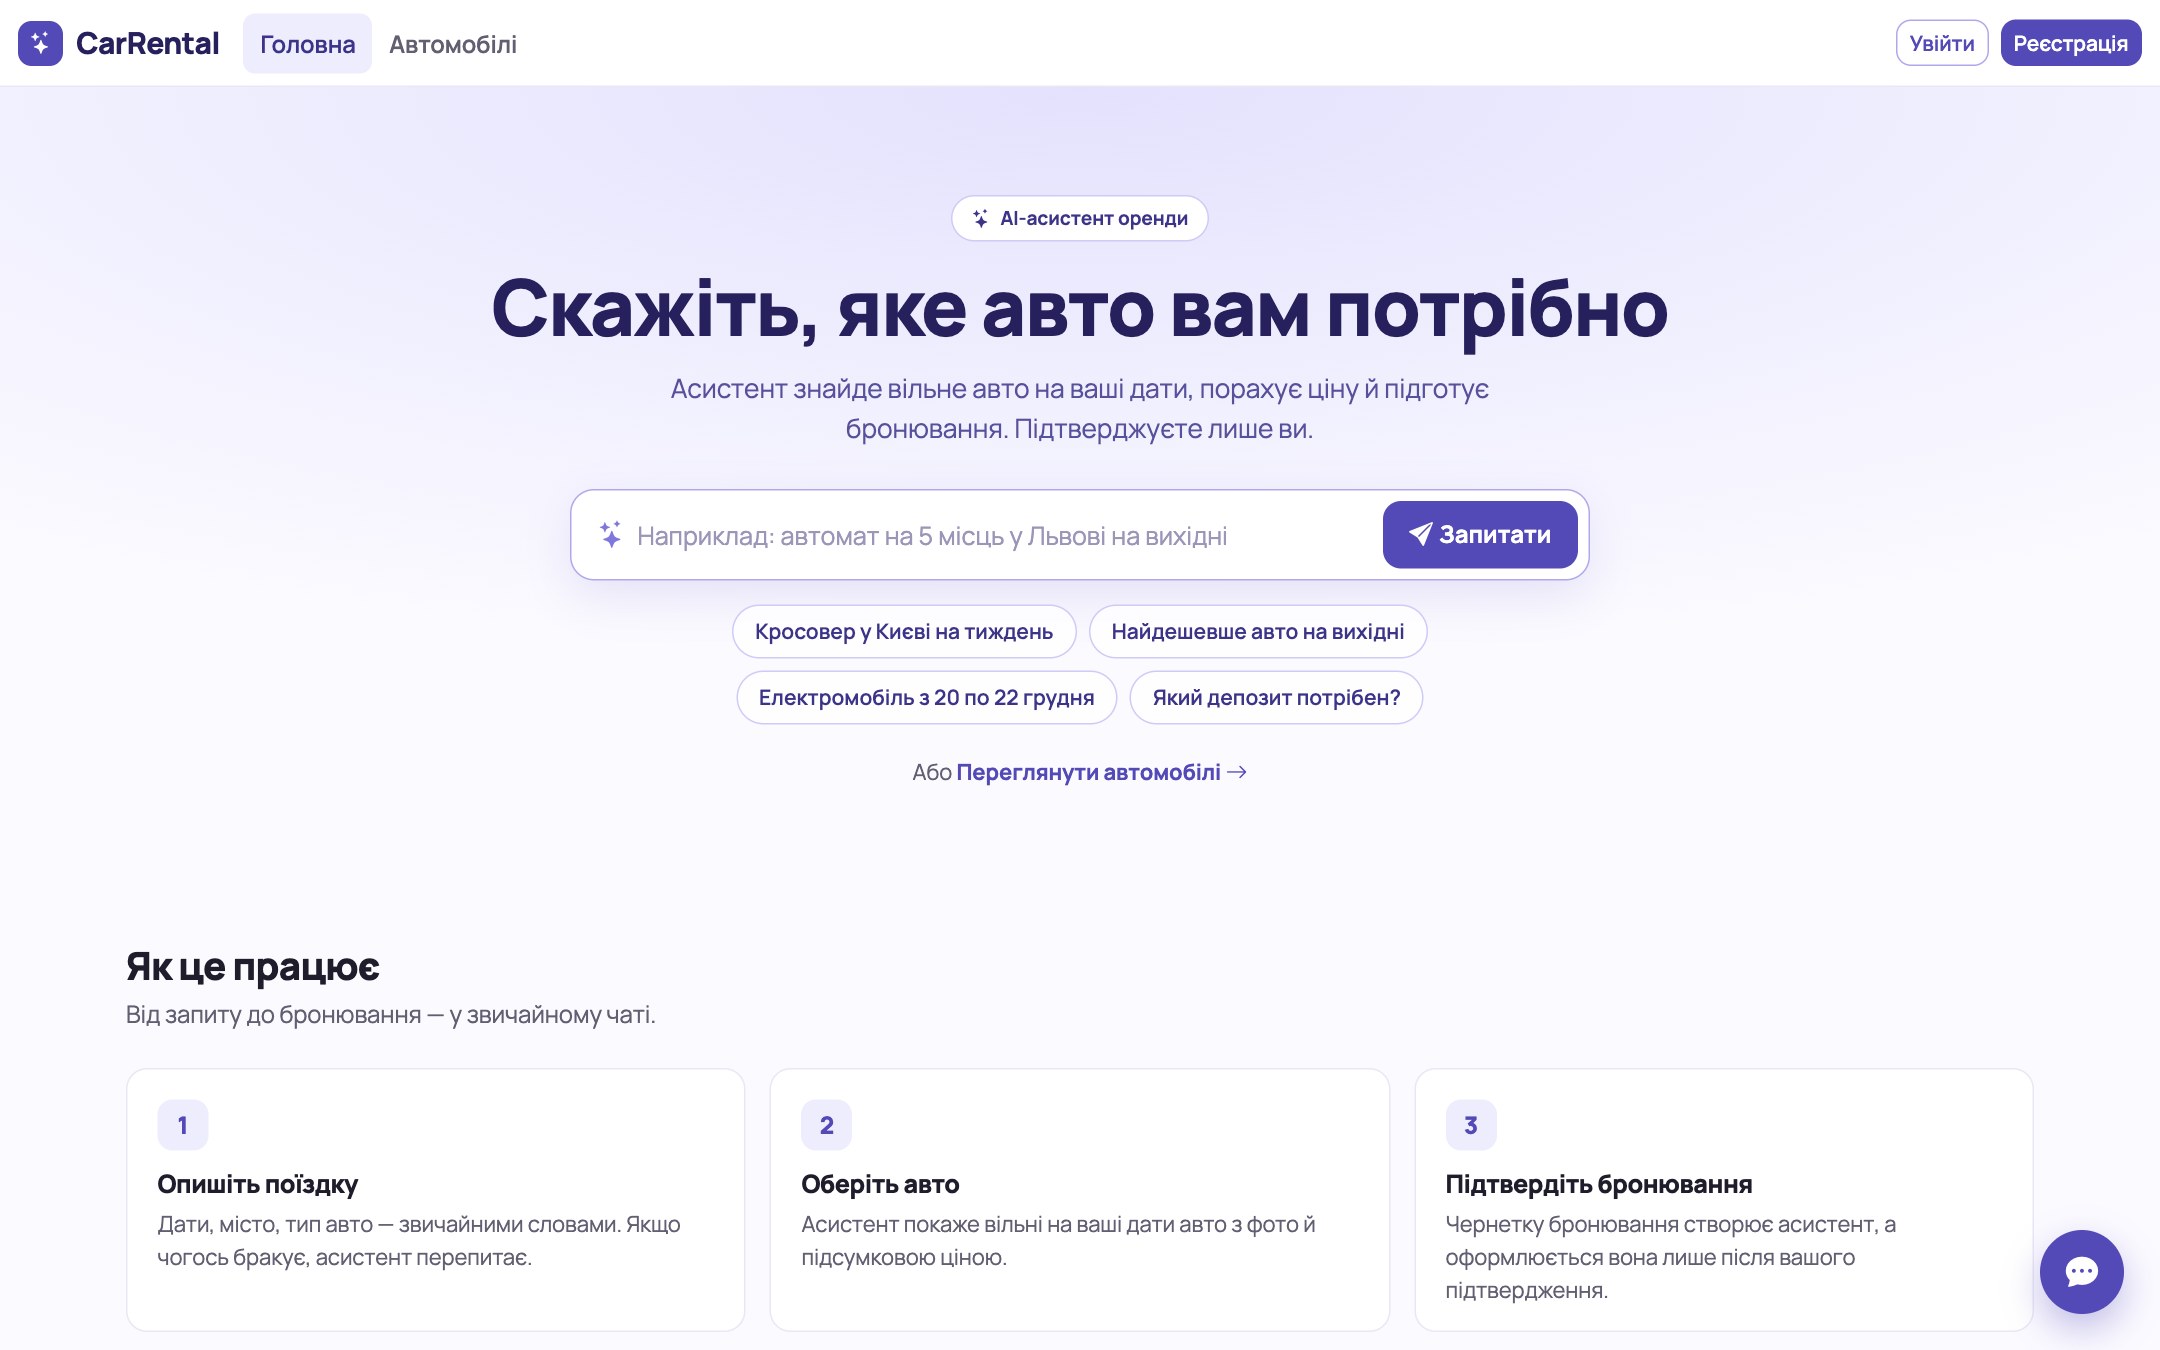 CarRental
Головна
Автомобілі
Увійти
Реєстрація
AI-асистент оренди
Скажіть, яке авто вам потрібно
Асистент знайде вільне авто на ваші дати, порахує ціну й підготує
бронювання. Підтверджуєте лише ви.
Наприклад: автомат на 5 місць у Львові на вихідні
Запитати
Кросовер у Києві на тиждень
Найдешевше авто на вихідні
Електромобіль з 20 по 22 грудня
Який депозит потрібен?
Або Переглянути автомобілі →
Як це працює
Від запиту до бронювання — у звичайному чаті.
1
Опишіть поїздку
Дати, місто, тип авто — звичайними словами. Якщо
чогось бракує, асистент перепитає.
2
Оберіть авто
Асистент покаже вільні на ваші дати авто з фото й
підсумковою ціною.
3
Підтвердіть бронювання
Чернетку бронювання створює асистент, а
оформлюється вона лише після вашого
підтвердження.